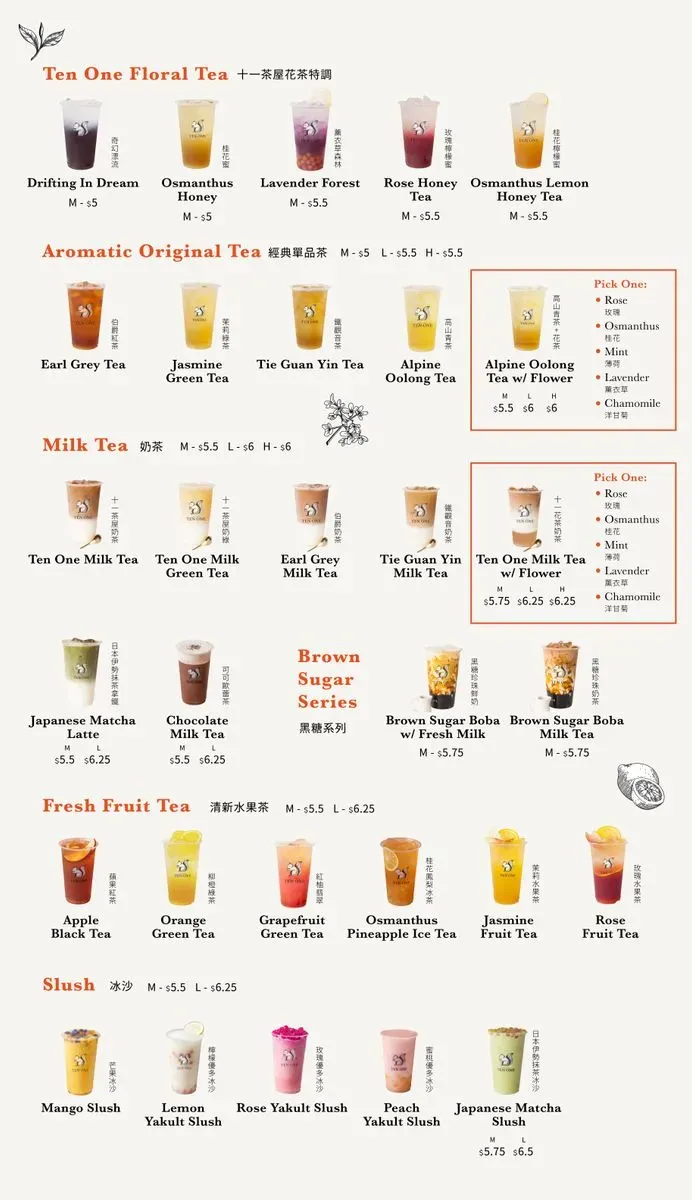 Ten One Floral Tea 十一茶屋花茶特調
奇幻漂流
桂花蜜
薰衣草森林
玫瑰檸檬蜜
桂花檸檬蜜
Drifting In Dream
M - $5
Osmanthus
Honey
M - $5
Lavender Forest
M - $5.5
Rose Honey
Tea
M - $5.5
Osmanthus Lemon
Honey Tea
M - $5.5
Aromatic Original Tea 經典單品茶 M - $5 L - $5.5 H - $5.5
伯爵紅茶
Earl Grey Tea
茉莉綠茶
Jasmine
Green Tea
鐵觀音茶
Tie Guan Yin Tea
高山青茶
Alpine
Oolong Tea
高山青茶+花茶
Alpine Oolong
Tea w/ Flower
M L H
$5.5 $6 $6
Pick One:
Rose
玫瑰
Osmanthus
桂花
Mint
薄荷
Lavender
薰衣草
Chamomile
洋甘菊
Milk Tea 奶茶 M - $5.5 L - $6 H - $6
十一茶屋奶茶
Ten One Milk Tea
十一茶屋奶綠
Ten One Milk
Green Tea
伯爵奶茶
Earl Grey
Milk Tea
鐵觀音奶茶
Tie Guan Yin
Milk Tea
十一花茶奶茶
Ten One Milk Tea
w/ Flower
M L H
$5.75 $6.25 $6.25
Pick One:
Rose
玫瑰
Osmanthus
桂花
Mint
薄荷
Lavender
薰衣草
Chamomile
洋甘菊
日本伊勢抹茶拿鐵
Japanese Matcha
Latte
M L
$5.5 $6.25
可可歐蕾茶
Chocolate
Milk Tea
M L
$5.5 $6.25
Brown
Sugar
Series
黑糖系列
黑糖珍珠鮮奶
Brown Sugar Boba
w/ Fresh Milk
M - $5.75
黑糖珍珠奶茶
Brown Sugar Boba
Milk Tea
M - $5.75
Fresh Fruit Tea 清新水果茶 M - $5.5 L - $6.25
蘋果紅茶
Apple
Black Tea
柳橙綠茶
Orange
Green Tea
紅柚翡翠
Grapefruit
Green Tea
桂花鳳梨冰茶
Osmanthus
Pineapple Ice Tea
茉莉水果茶
Jasmine
Fruit Tea
玫瑰水果茶
Rose
Fruit Tea
Slush 冰沙 M - $5.5 L - $6.25
芒果冰沙
Mango Slush
檸檬優多冰沙
Lemon
Yakult Slush
玫瑰優多冰沙
Rose Yakult Slush
蜜桃優多冰沙
Peach
Yakult Slush
日本伊勢抹茶冰沙
Japanese Matcha
Slush
M L
$5.75 $6.5